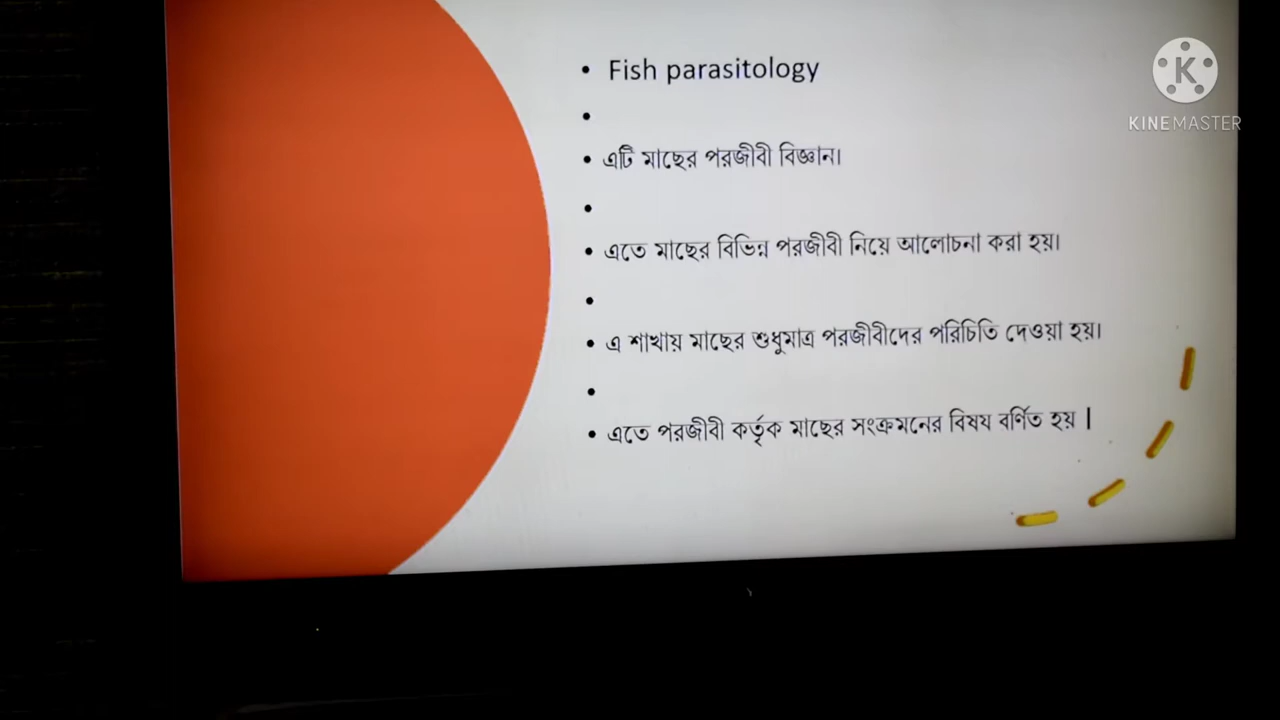 • Fish parasitology
•
• এটি মাছের পরজীবী বিজ্ঞান।
•
• এতে মাছের বিভিন্ন পরজীবী নিয়ে আলোচনা করা হয়।
•
• এ শাখায় মাছের শুধুমাত্র পরজীবীদের পরিচিতি দেওয়া হয়।
•
• এতে পরজীবী কর্তৃক মাছের সংক্রমনের বিষয বর্ণিত হয় |
K
KINEMASTER